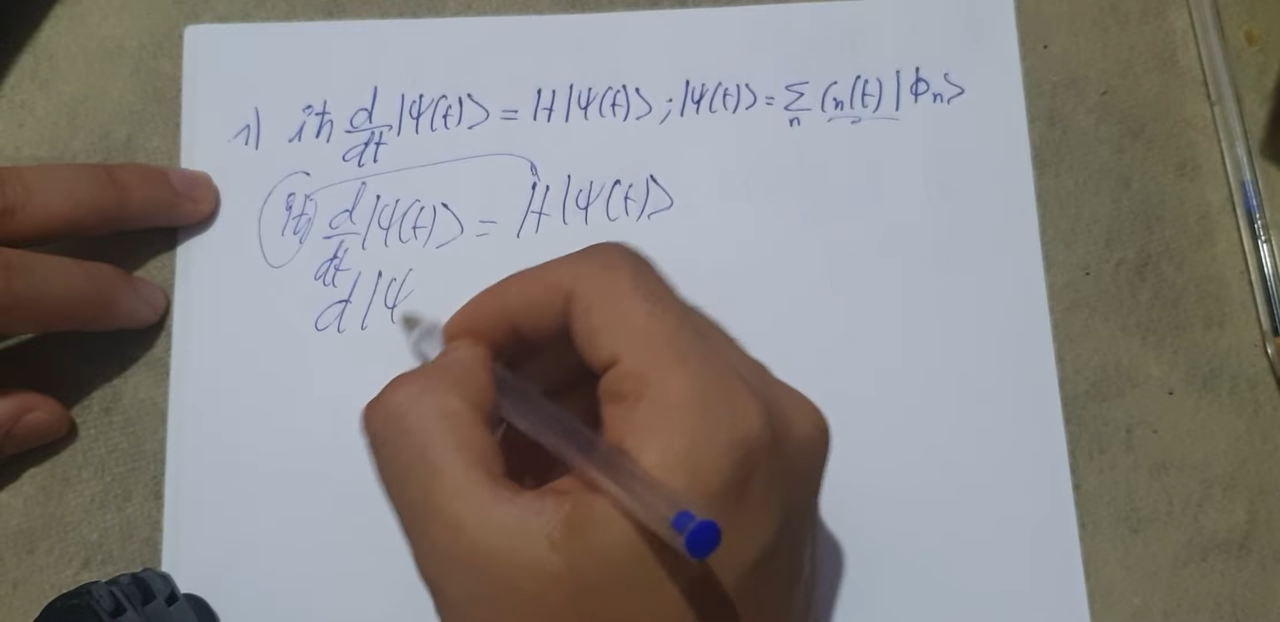 1) iħ d/dt |Ψ(t)⟩ = H|Ψ(t)⟩ ; |Ψ(t)⟩ = Σ_n C_n(t) |ϕ_n⟩
iħ d/dt |Ψ(t)⟩ = H|Ψ(t)⟩
d|Ψ